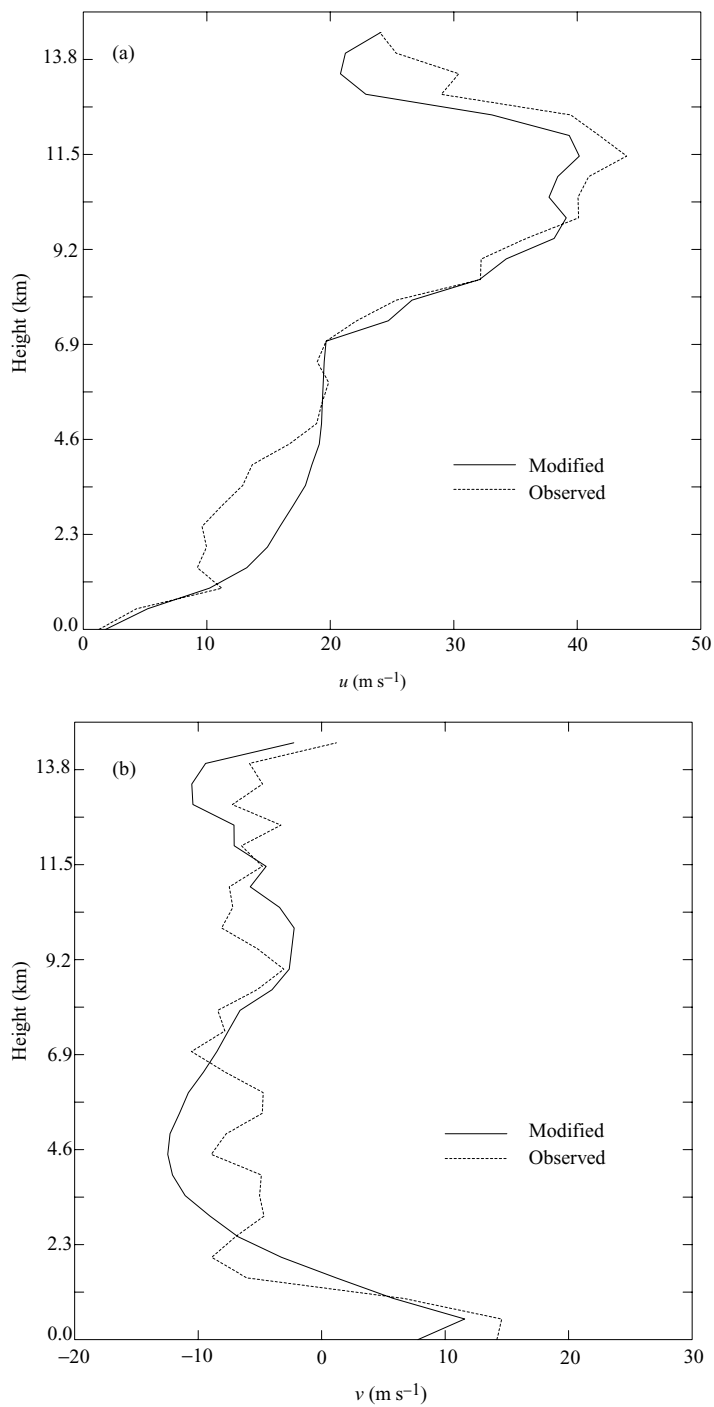 (a)
13.8
11.5
9.2
6.9
4.6
2.3
0.0
Height (km)
Modified
Observed
0 10 20 30 40 50
u (m s⁻¹)
(b)
13.8
11.5
9.2
6.9
4.6
2.3
0.0
Height (km)
Modified
Observed
−20 −10 0 10 20 30
v (m s⁻¹)